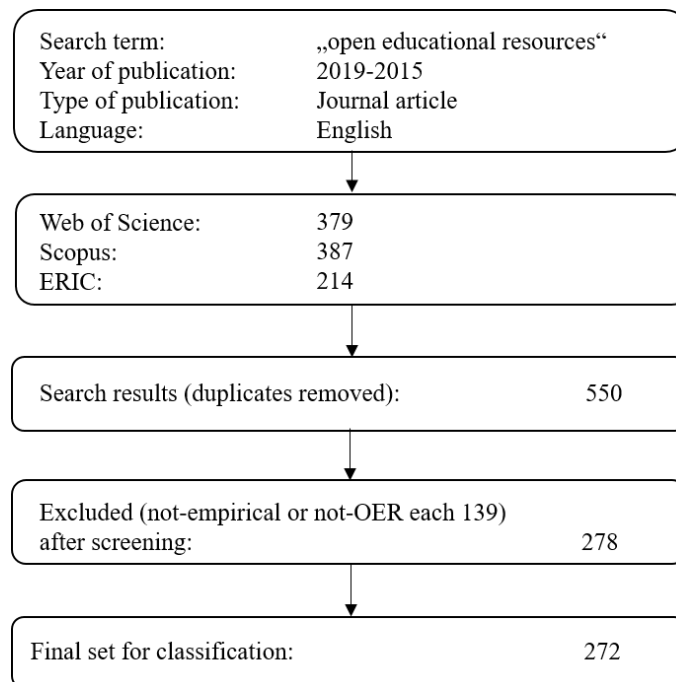 Search term: „open educational resources“
Year of publication: 2019-2015
Type of publication: Journal article
Language: English
Web of Science: 379
Scopus: 387
ERIC: 214
Search results (duplicates removed): 550
Excluded (not-empirical or not-OER each 139)
after screening: 278
Final set for classification: 272